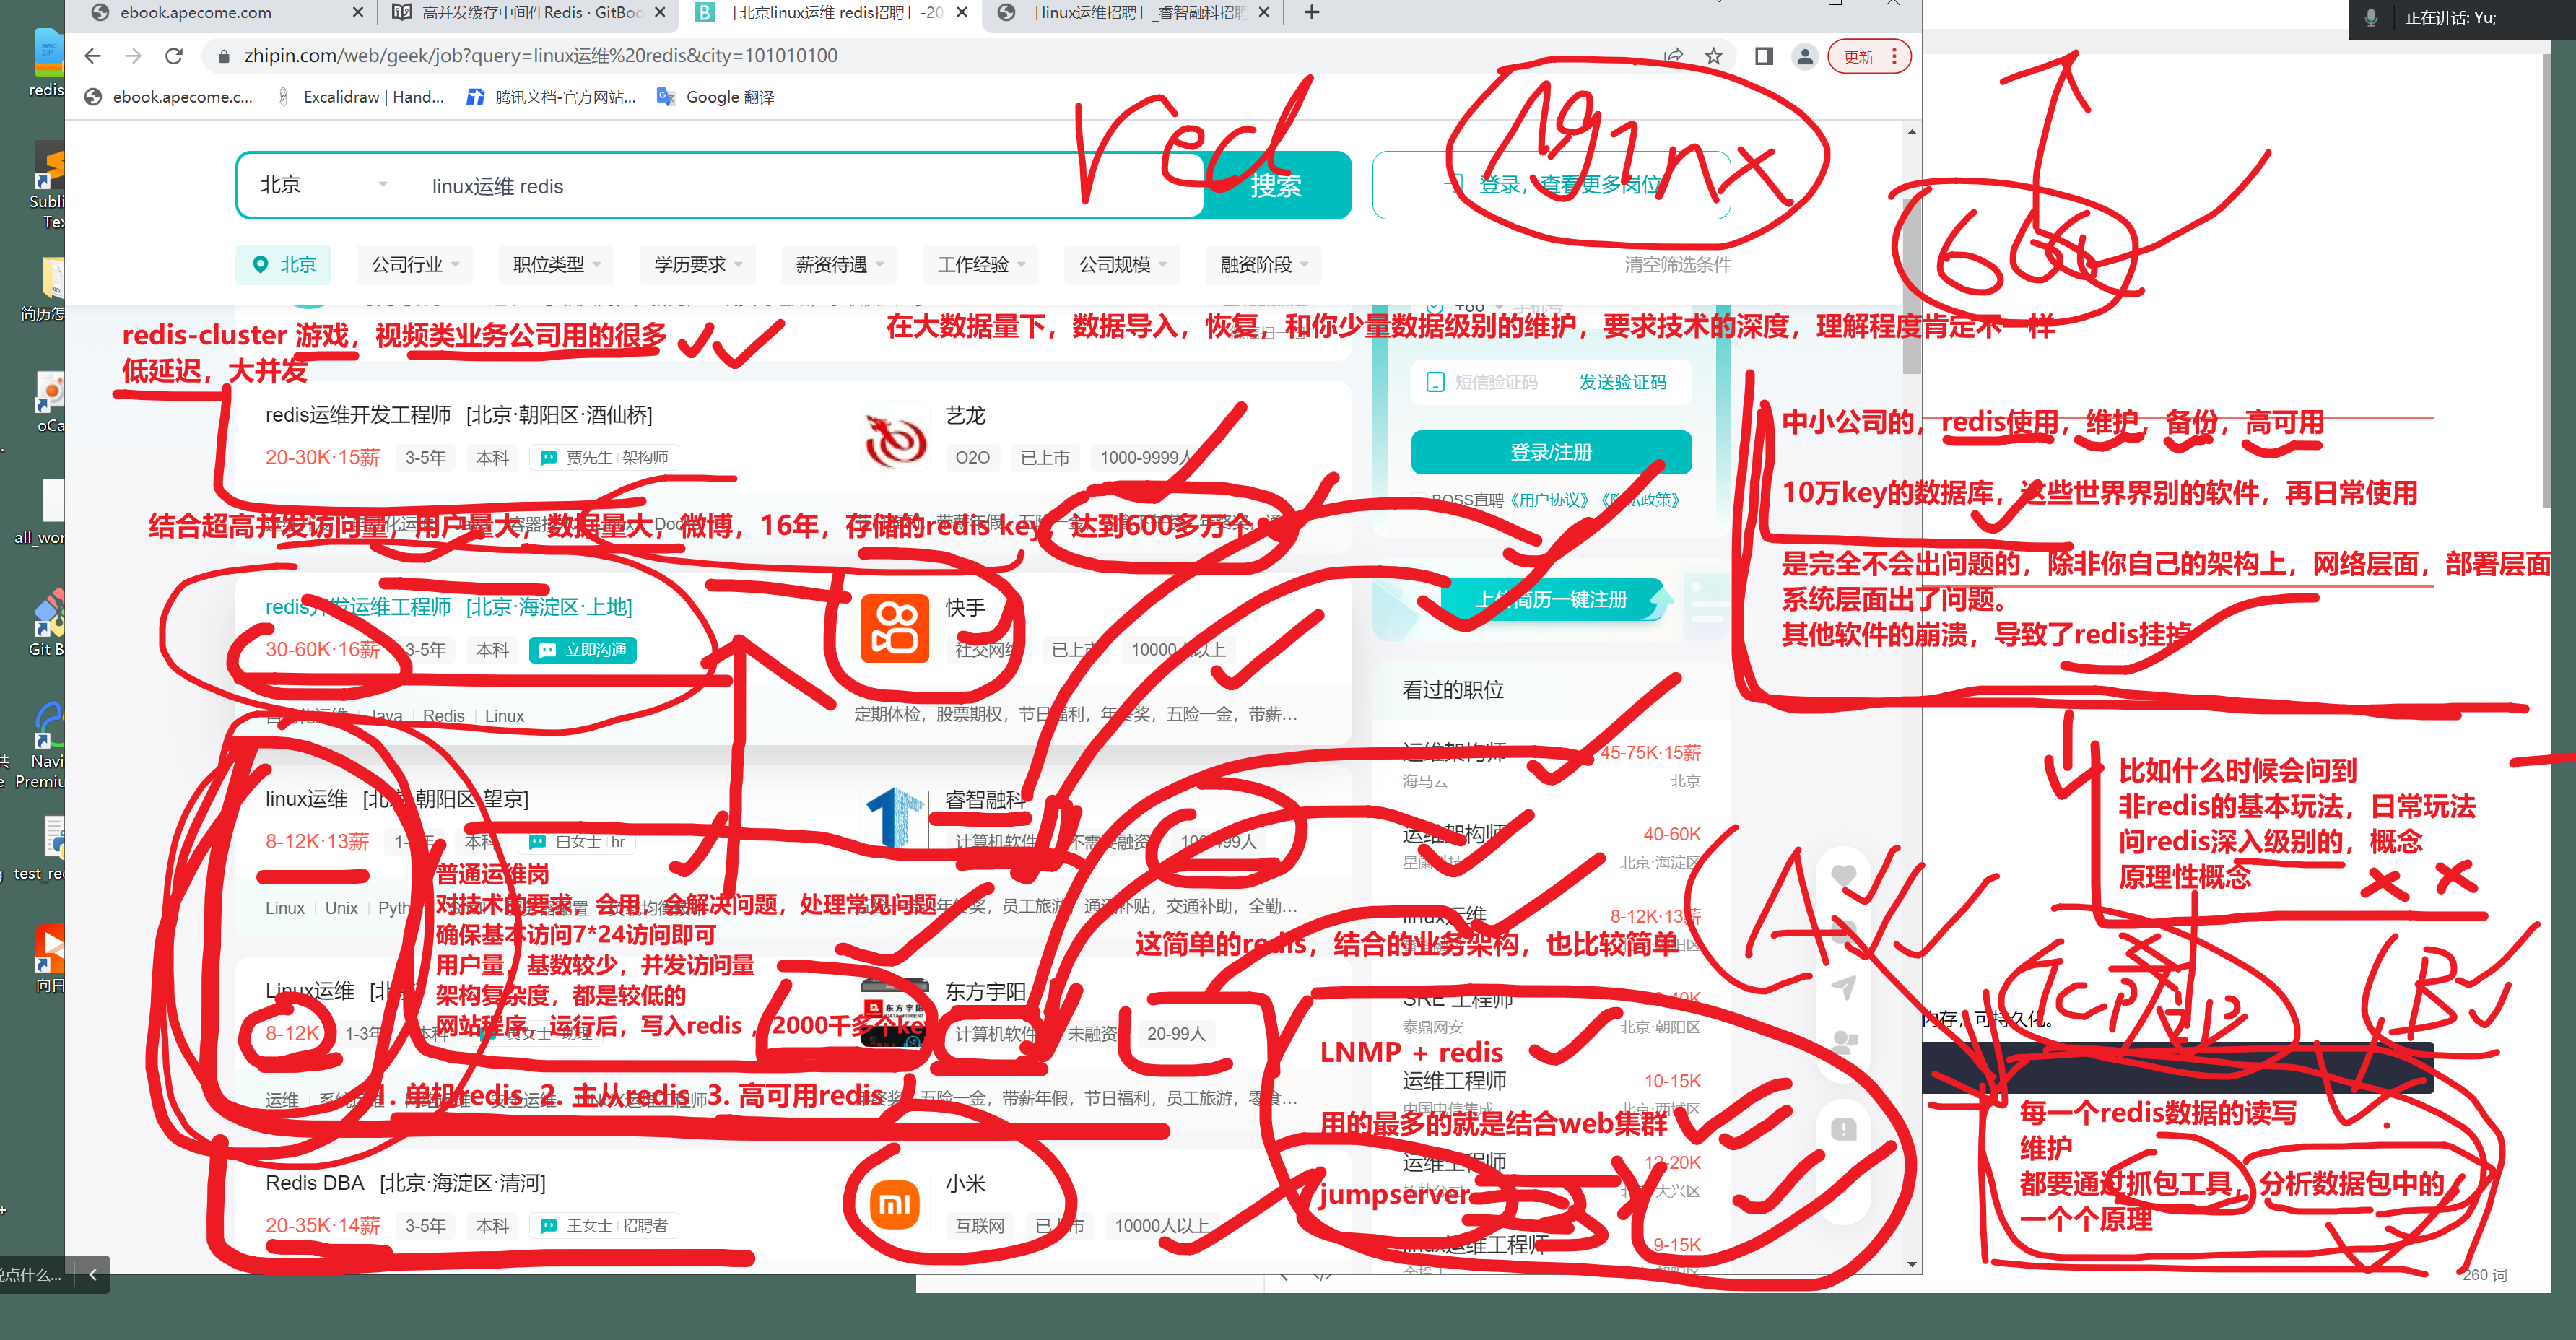 ebook.apecome.com
高并发缓存中间件Redis · GitBoo
「北京linux运维 redis招聘」-20
「linux运维招聘」_睿智融科招聘
正在讲话: Yu;
zhipin.com/web/geek/job?query=linux运维%20redis&city=101010100
更新
ebook.apecome.c...
Excalidraw | Hand...
腾讯文档-官方网站...
Google 翻译
red
nginx
666
北京
linux运维 redis
搜索
登录，查看更多岗位
北京
公司行业
职位类型
学历要求
薪资待遇
工作经验
公司规模
融资阶段
清空筛选条件
redis-cluster 游戏，视频类业务公司用的很多
低延迟，大并发
在大数据量下，数据导入，恢复，和你少量数据级别的维护，要求技术的深度，理解程度肯定不一样
短信验证码
发送验证码
登录/注册
BOSS直聘《用户协议》《隐私政策》
上传简历一键注册
redis运维开发工程师 [北京·朝阳区·酒仙桥]
20-30K·15薪
3-5年
本科
贾先生
架构师
艺龙
O2O
已上市
1000-9999人
结合超高并发访问量，用户量大，数据量大，微博，16年，存储的redis key，达到600多万个
redis开发运维工程师 [北京·海淀区·上地]
30-60K·16薪
3-5年
本科
立即沟通
快手
社交网络
已上市
10000人以上
自动化运维
Java
Redis
Linux
定期体检，股票期权，节日福利，年终奖，五险一金，带薪...
linux运维 [北京·朝阳区·望京]
8-12K·13薪
本科
白女士
hr
睿智融科
计算机软件
不需要融资
100-499人
Linux
Unix
年终奖，员工旅游，通讯补贴，交通补助，全勤...
普通运维岗
对技术的要求，会用，会解决问题，处理常见问题
确保基本访问7*24访问即可
用户量，基数较少，并发访问量
架构复杂度，都是较低的
网站程序，运行后，写入redis ，2000千多个ke
Linux运维
8-12K
1-3年
本科
黄女士
助理
东方宇阳
计算机软件
未融资
20-99人
1. 单机redis 2. 主从redis 3. 高可用redis
五险一金，带薪年假，节日福利，员工旅游，零食...
Redis DBA [北京·海淀区·清河]
20-35K·14薪
3-5年
本科
王女士
招聘者
小米
互联网
已上市
10000人以上
看过的职位
运维架构师
45-75K·15薪
海马云
北京
运维架构师
40-60K
北京·海淀区
linux运维
8-12K·13薪
这简单的redis，结合的业务架构，也比较简单
SRE 工程师
泰鼎网安
北京·朝阳区
LNMP + redis
运维工程师
10-15K
中国电信集成
北京·西城区
用的最多的就是结合web集群
运维工程师
12-20K
北京·大兴区
jumpserver
linux运维工程师
9-15K
中小公司的，redis使用，维护，备份，高可用
10万key的数据库，这些世界界别的软件，再日常使用
是完全不会出问题的，除非你自己的架构上，网络层面，部署层面
系统层面出了问题。
其他软件的崩溃，导致了redis挂掉
比如什么时候会问到
非redis的基本玩法，日常玩法
问redis深入级别的，概念
原理性概念
A
B
Tcp/ip
内存，可持久化。
每一个redis数据的读写
维护
都要通过抓包工具，分析数据包中的
一个个原理
260 词
redis
Subli
Tex
简历怎
oCa
all_wor
Git B
Navi
Premiu
test_red
向日
说点什么...